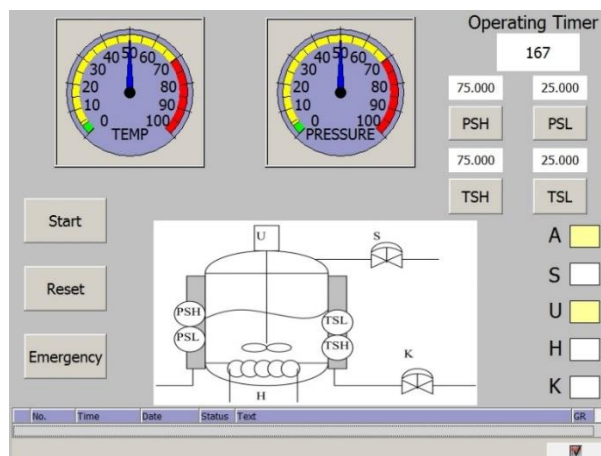 0 10 20 30 40 50 60 70 80 90 100
TEMP
0 10 20 30 40 50 60 70 80 90 100
PRESSURE
Operating Timer
167
75.000 25.000
PSH PSL
75.000 25.000
TSH TSL
Start
Reset
Emergency
U
S
PSH
PSL
TSL
TSH
K
H
A
S
U
H
K
No. Time Date Status Text GR